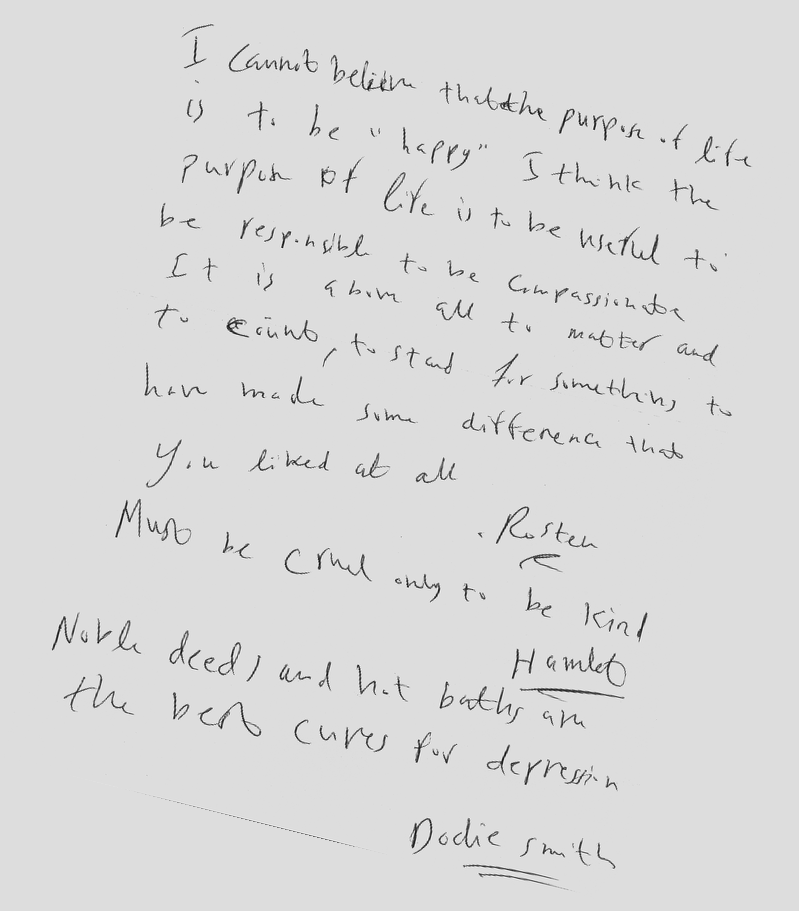 I Cannot believe that the purpose of life
is to be "happy" I think the
purpose of life is to be useful to
be responsible to be Compassionate
It is above all to matter and
to count, to stand for something to
have made some difference that
you liked at all
. Rosten
Must be cruel only to be kind
Hamlet
Noble deeds and hot baths are
the best cures for depression
Dodie smith